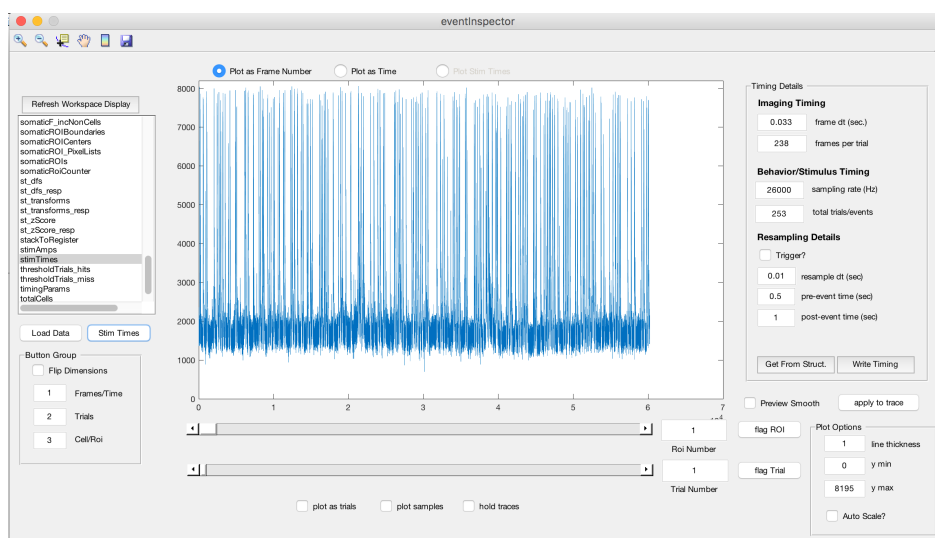 eventInspector
Plot as Frame Number
Plot as Time
Plot Stim Times
Refresh Workspace Display
somaticF_incNonCells
somaticROIBoundaries
somaticROICenters
somaticROI_PixelLists
somaticROIs
somaticRoiCounter
st_dfs
st_dfs_resp
st_transforms
st_transforms_resp
st_zScore
st_zScore_resp
stackToRegister
stimAmps
stimTimes
thresholdTrials_hits
thresholdTrials_miss
timingParams
totalCells
Load Data
Stim Times
Button Group
Flip Dimensions
1 Frames/Time
2 Trials
3 Cell/Roi
8000
7000
6000
5000
4000
3000
2000
1000
0
0 1 2 3 4 5 6 7
1 flag ROI
Roi Number
1 flag Trial
Trial Number
plot as trials
plot samples
hold traces
Timing Details
Imaging Timing
0.033 frame dt (sec.)
238 frames per trial
Behavior/Stimulus Timing
26000 sampling rate (Hz)
253 total trials/events
Resampling Details
Trigger?
0.01 resample dt (sec)
0.5 pre-event time (sec)
1 post-event time (sec)
Get From Struct.
Write Timing
Preview Smooth
apply to trace
Plot Options
1 line thickness
0 y min
8195 y max
Auto Scale?